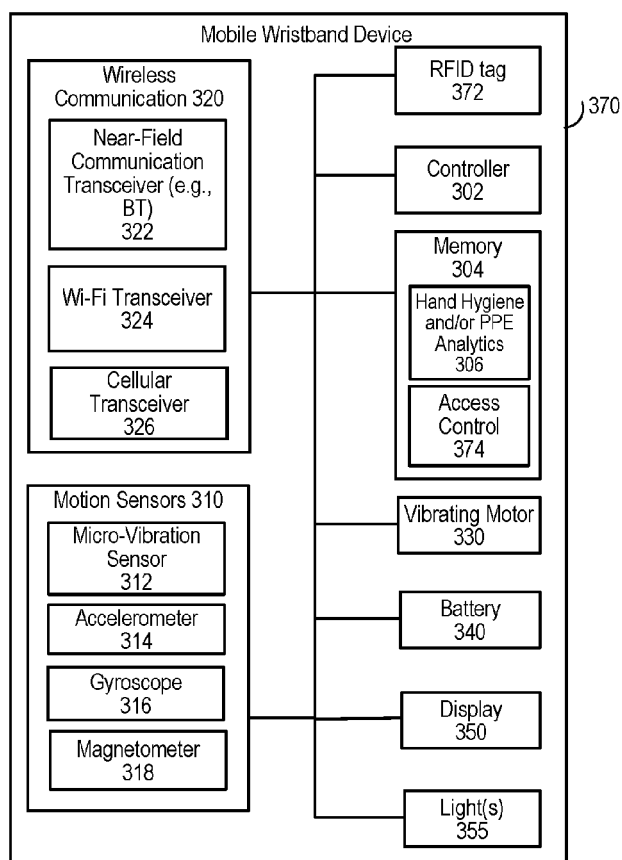 Mobile Wristband Device
370
Wireless
Communication 320
Near-Field
Communication
Transceiver (e.g.,
BT)
322
Wi-Fi Transceiver
324
Cellular
Transceiver
326
Motion Sensors 310
Micro-Vibration
Sensor
312
Accelerometer
314
Gyroscope
316
Magnetometer
318
RFID tag
372
Controller
302
Memory
304
Hand Hygiene
and/or PPE
Analytics
306
Access
Control
374
Vibrating Motor
330
Battery
340
Display
350
Light(s)
355